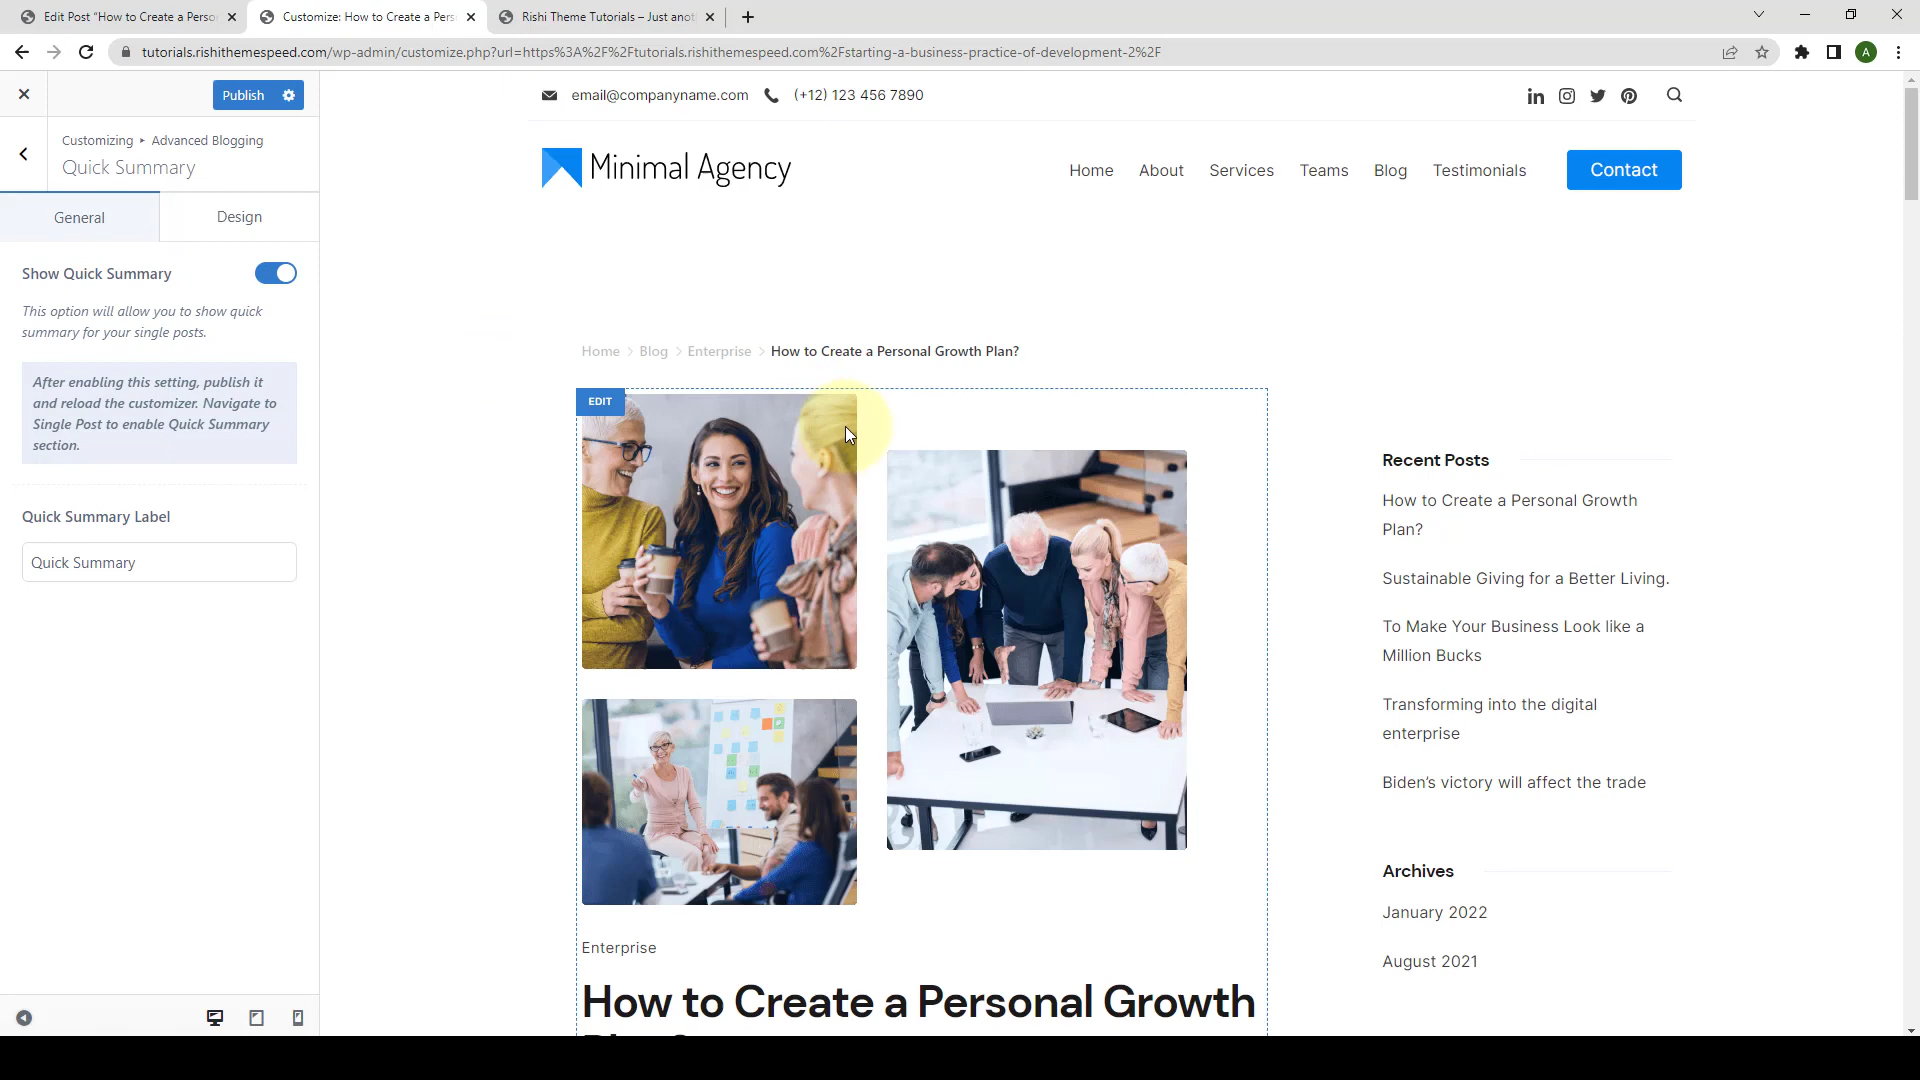 Edit Post "How to Create a Perso
Customize: How to Create a Pers
Rishi Theme Tutorials – Just anot
tutorials.rishithemespeed.com/wp-admin/customize.php?url=https%3A%2F%2Ftutorials.rishithemespeed.com%2Fstarting-a-business-practice-of-development-2%2F
A
Publish
Customizing ▸ Advanced Blogging
Quick Summary
General
Design
Show Quick Summary
This option will allow you to show quick
summary for your single posts.
After enabling this setting, publish it
and reload the customizer. Navigate to
Single Post to enable Quick Summary
section.
Quick Summary Label
Quick Summary
email@companyname.com
(+12) 123 456 7890
Minimal Agency
Home
About
Services
Teams
Blog
Testimonials
Contact
Home > Blog > Enterprise > How to Create a Personal Growth Plan?
EDIT
Enterprise
How to Create a Personal Growth
Recent Posts
How to Create a Personal Growth
Plan?
Sustainable Giving for a Better Living.
To Make Your Business Look like a
Million Bucks
Transforming into the digital
enterprise
Biden's victory will affect the trade
Archives
January 2022
August 2021